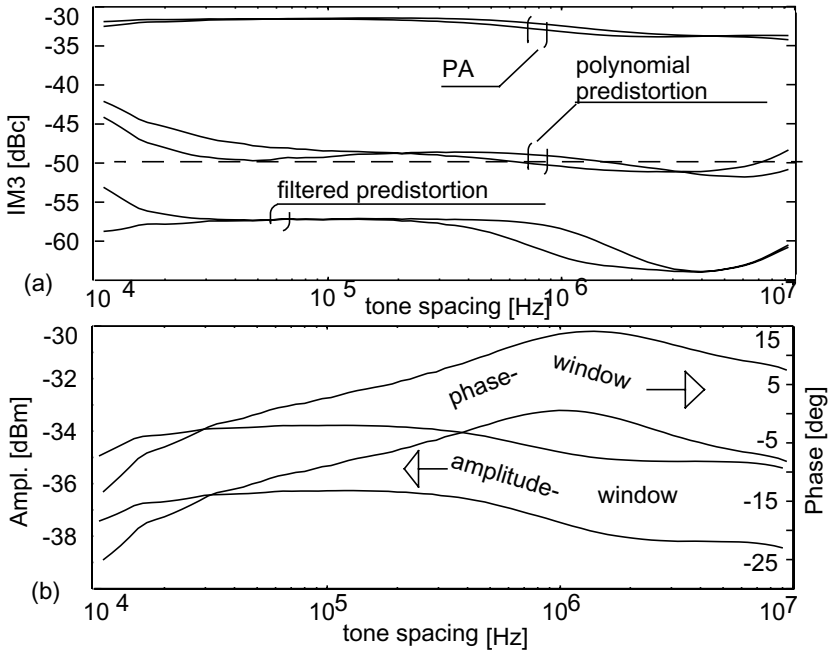 -30
-35
-40
-45
-50
-55
-60
IM3 [dBc]
PA
polynomial
predistortion
filtered predistortion
(a)
10 4
10 5
10 6
10 7
tone spacing [Hz]
-30
-32
-34
-36
-38
Ampl. [dBm]
15
5
-5
-15
-25
Phase [deg]
phase- window
amplitude- window
(b)
10 4
10 5
10 6
10 7
tone spacing [Hz]